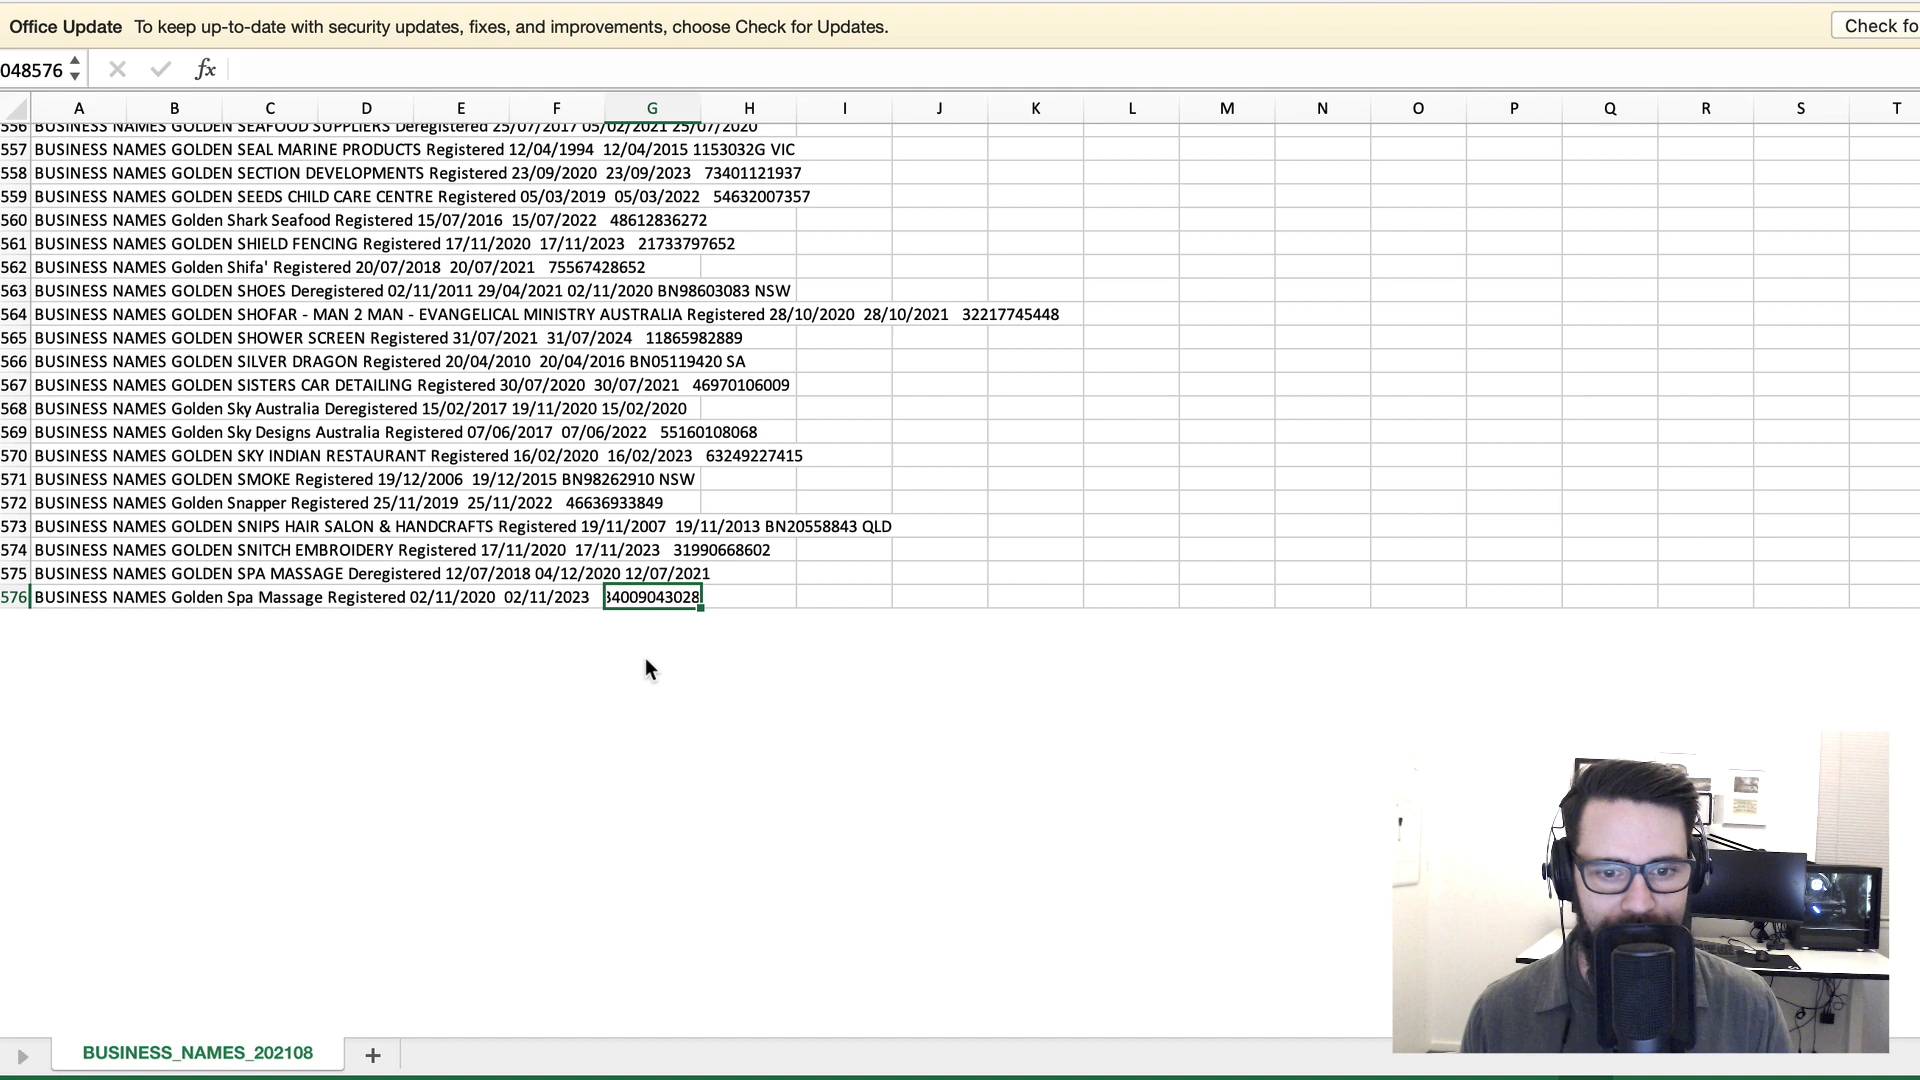 Office Update To keep up-to-date with security updates, fixes, and improvements, choose Check for Updates. Check fo
048576 fx
A B C D E F G H I J K L M N O P Q R S T
556 BUSINESS NAMES GOLDEN SEAFOOD SUPPLIERS Deregistered 25/07/2017 05/02/2021 25/07/2020
557 BUSINESS NAMES GOLDEN SEAL MARINE PRODUCTS Registered 12/04/1994 12/04/2015 1153032G VIC
558 BUSINESS NAMES GOLDEN SECTION DEVELOPMENTS Registered 23/09/2020 23/09/2023 73401121937
559 BUSINESS NAMES GOLDEN SEEDS CHILD CARE CENTRE Registered 05/03/2019 05/03/2022 54632007357
560 BUSINESS NAMES Golden Shark Seafood Registered 15/07/2016 15/07/2022 48612836272
561 BUSINESS NAMES GOLDEN SHIELD FENCING Registered 17/11/2020 17/11/2023 21733797652
562 BUSINESS NAMES Golden Shifa' Registered 20/07/2018 20/07/2021 75567428652
563 BUSINESS NAMES GOLDEN SHOES Deregistered 02/11/2011 29/04/2021 02/11/2020 BN98603083 NSW
564 BUSINESS NAMES GOLDEN SHOFAR - MAN 2 MAN - EVANGELICAL MINISTRY AUSTRALIA Registered 28/10/2020 28/10/2021 32217745448
565 BUSINESS NAMES GOLDEN SHOWER SCREEN Registered 31/07/2021 31/07/2024 11865982889
566 BUSINESS NAMES GOLDEN SILVER DRAGON Registered 20/04/2010 20/04/2016 BN05119420 SA
567 BUSINESS NAMES GOLDEN SISTERS CAR DETAILING Registered 30/07/2020 30/07/2021 46970106009
568 BUSINESS NAMES Golden Sky Australia Deregistered 15/02/2017 19/11/2020 15/02/2020
569 BUSINESS NAMES Golden Sky Designs Australia Registered 07/06/2017 07/06/2022 55160108068
570 BUSINESS NAMES GOLDEN SKY INDIAN RESTAURANT Registered 16/02/2020 16/02/2023 63249227415
571 BUSINESS NAMES GOLDEN SMOKE Registered 19/12/2006 19/12/2015 BN98262910 NSW
572 BUSINESS NAMES Golden Snapper Registered 25/11/2019 25/11/2022 46636933849
573 BUSINESS NAMES GOLDEN SNIPS HAIR SALON & HANDCRAFTS Registered 19/11/2007 19/11/2013 BN20558843 QLD
574 BUSINESS NAMES GOLDEN SNITCH EMBROIDERY Registered 17/11/2020 17/11/2023 31990668602
575 BUSINESS NAMES GOLDEN SPA MASSAGE Deregistered 12/07/2018 04/12/2020 12/07/2021
576 BUSINESS NAMES Golden Spa Massage Registered 02/11/2020 02/11/2023 34009043028
BUSINESS_NAMES_202108